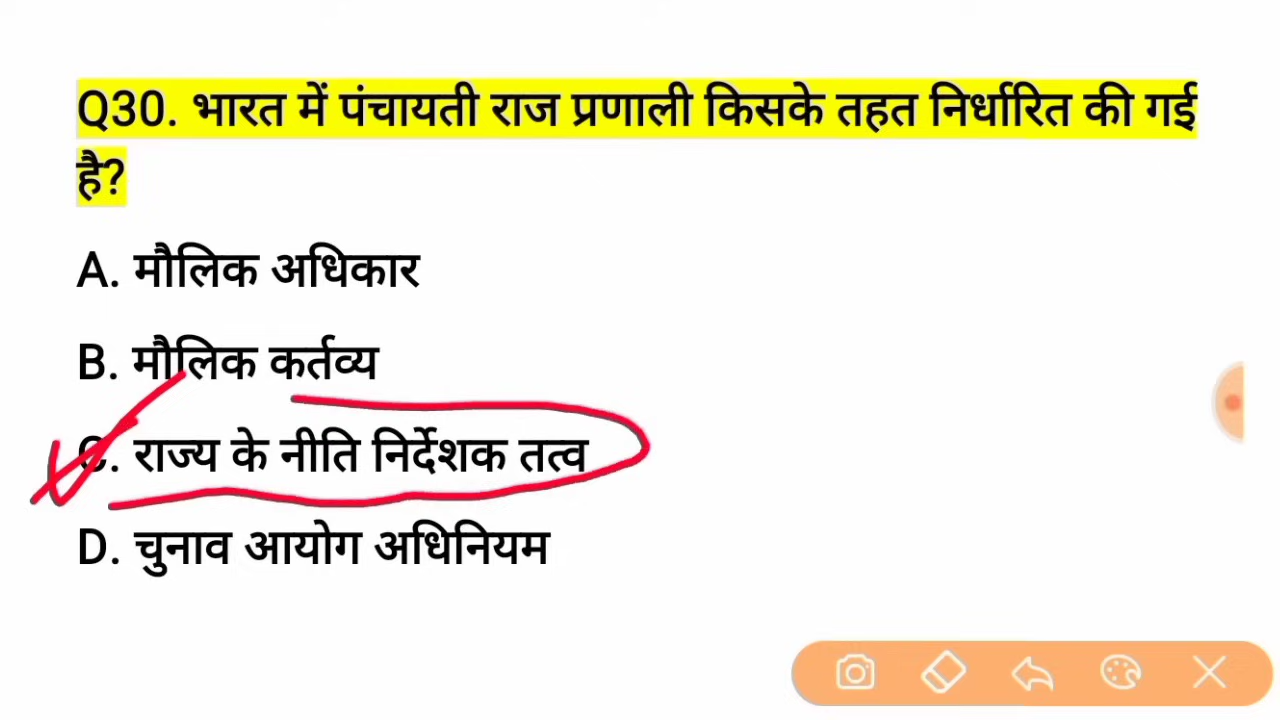 Q30. भारत में पंचायती राज प्रणाली किसके तहत निर्धारित की गई
है?
A. मौलिक अधिकार
B. मौलिक कर्तव्य
C. राज्य के नीति निर्देशक तत्व
D. चुनाव आयोग अधिनियम